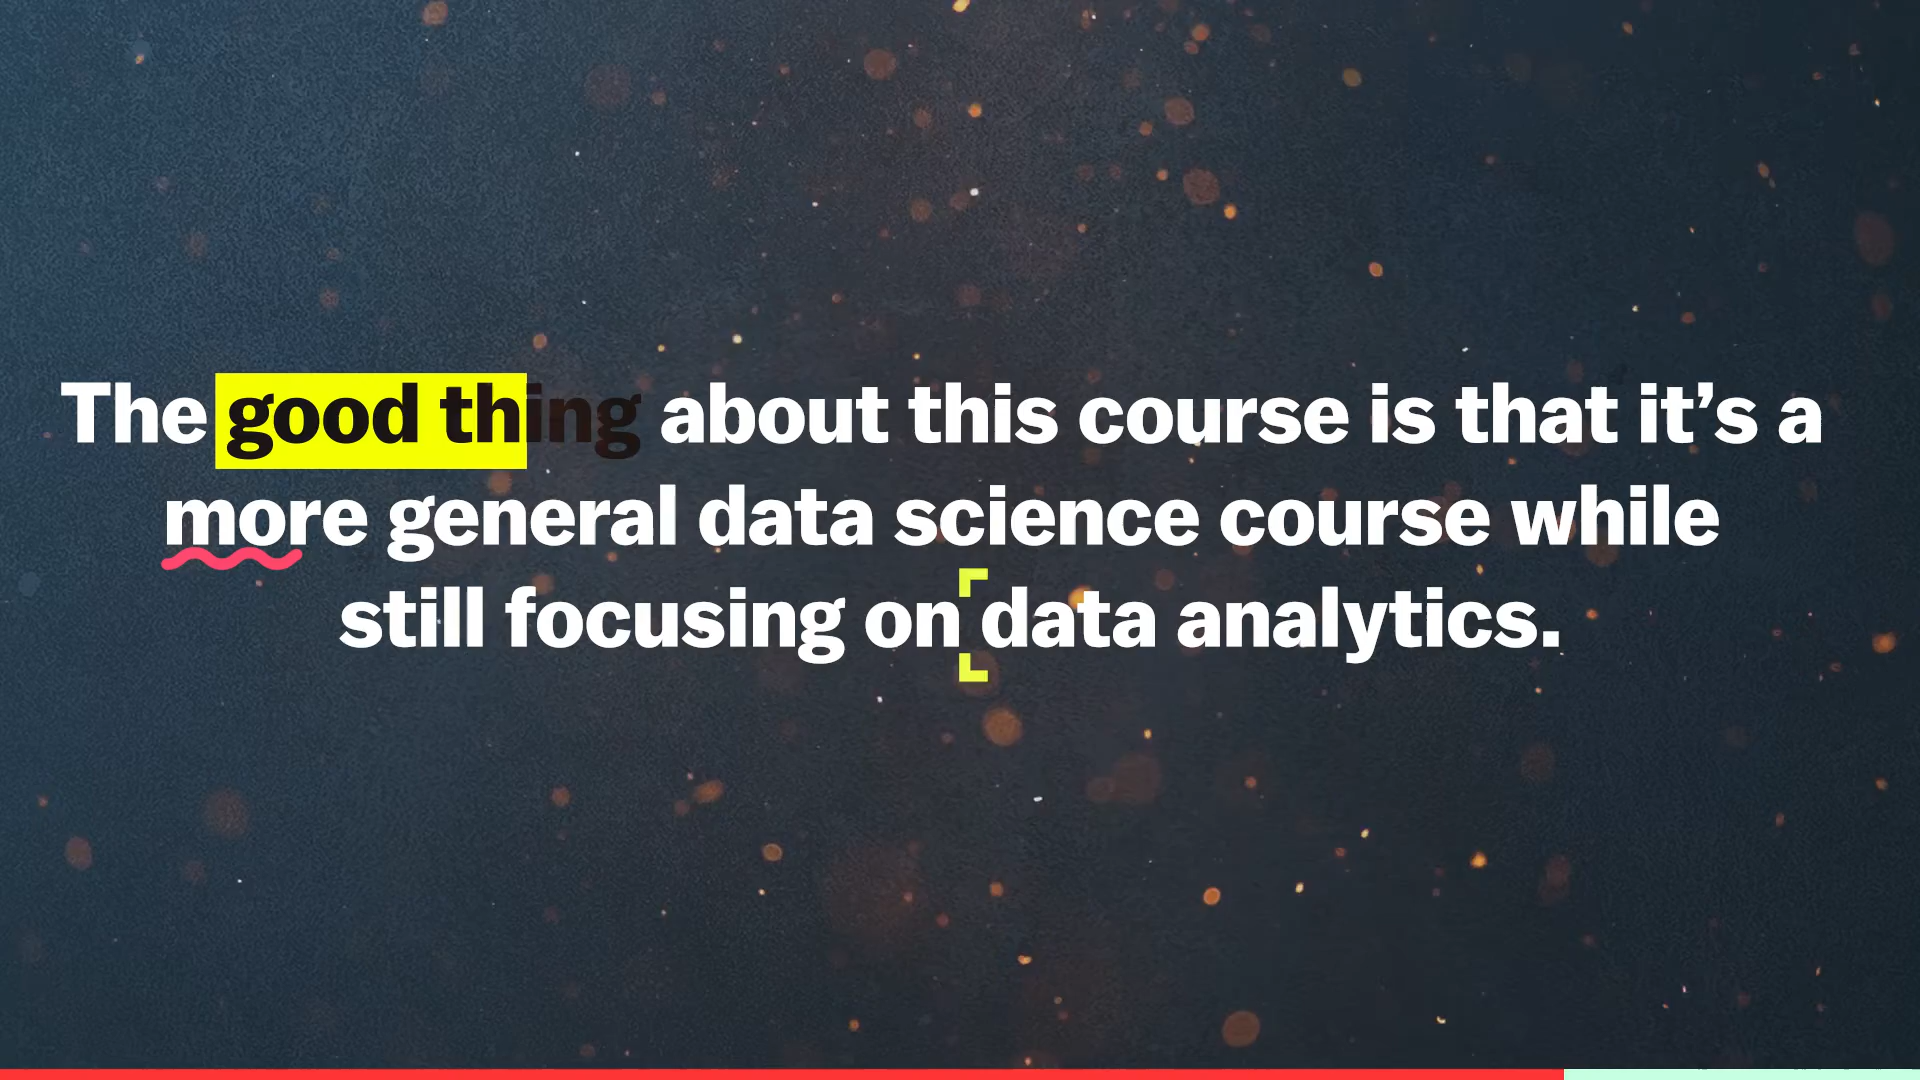 The good thing about this course is that it’s a
more general data science course while
still focusing on data analytics.